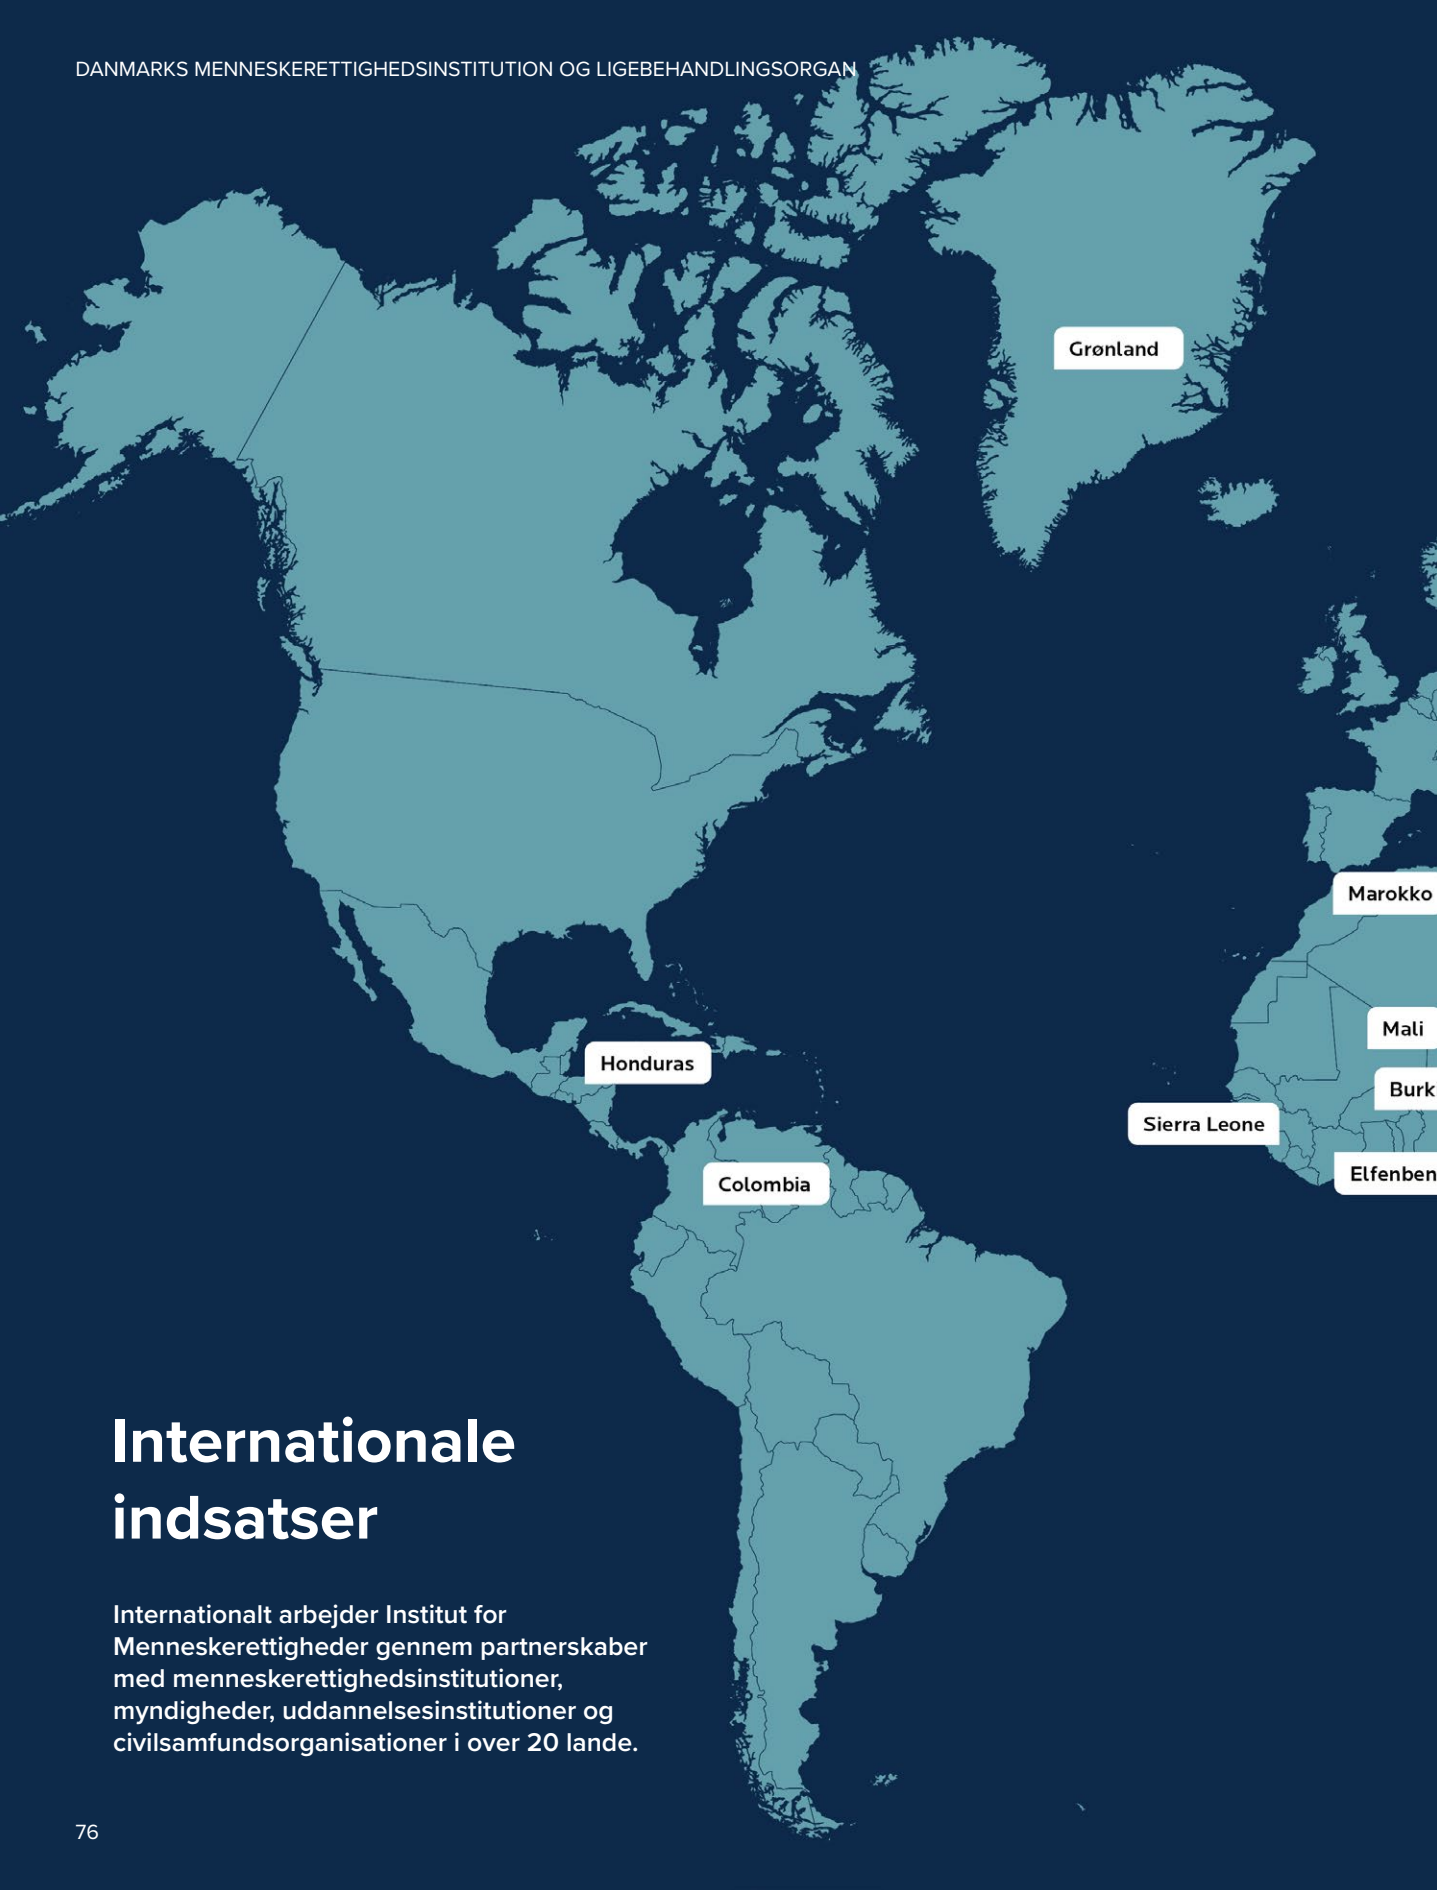 DANMARKS MENNESKERETTIGHEDSINSTITUTION OG LIGEBEHANDLINGSORGAN
Grønland
Marokko
Mali
Honduras
Burk
Sierra Leone
Elfenben
Colombia
Internationale
indsatser
Internationalt arbejder Institut for
Menneskerettigheder gennem partnerskaber
med menneskerettighedsinstitutioner,
myndigheder, uddannelsesinstitutioner og
civilsamfundsorganisationer i over 20 lande.
76